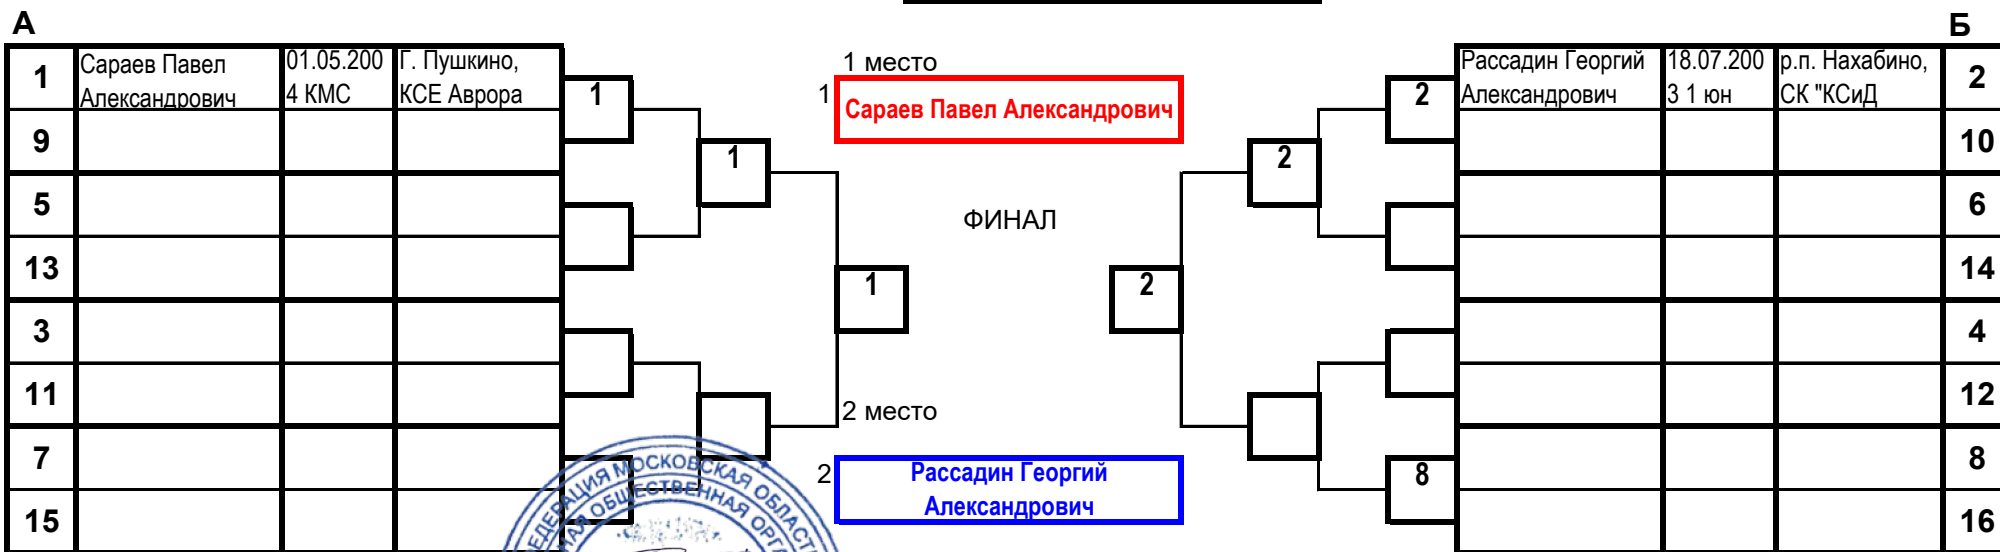 А
Б
1
Сараев Павел
Александрович
01.05.200
4 КМС
Г. Пушкино,
КСЕ Аврора
9
5
13
3
11
7
15
1
1
1
1 место
1
Сараев Павел Александрович
ФИНАЛ
2 место
2
Рассадин Георгий
Александрович
2
2
2
8
Рассадин Георгий
Александрович
18.07.200
3 1 юн
р.п. Нахабино,
СК "КСиД
2
10
6
14
4
12
8
16
МОСКОВСКАЯ